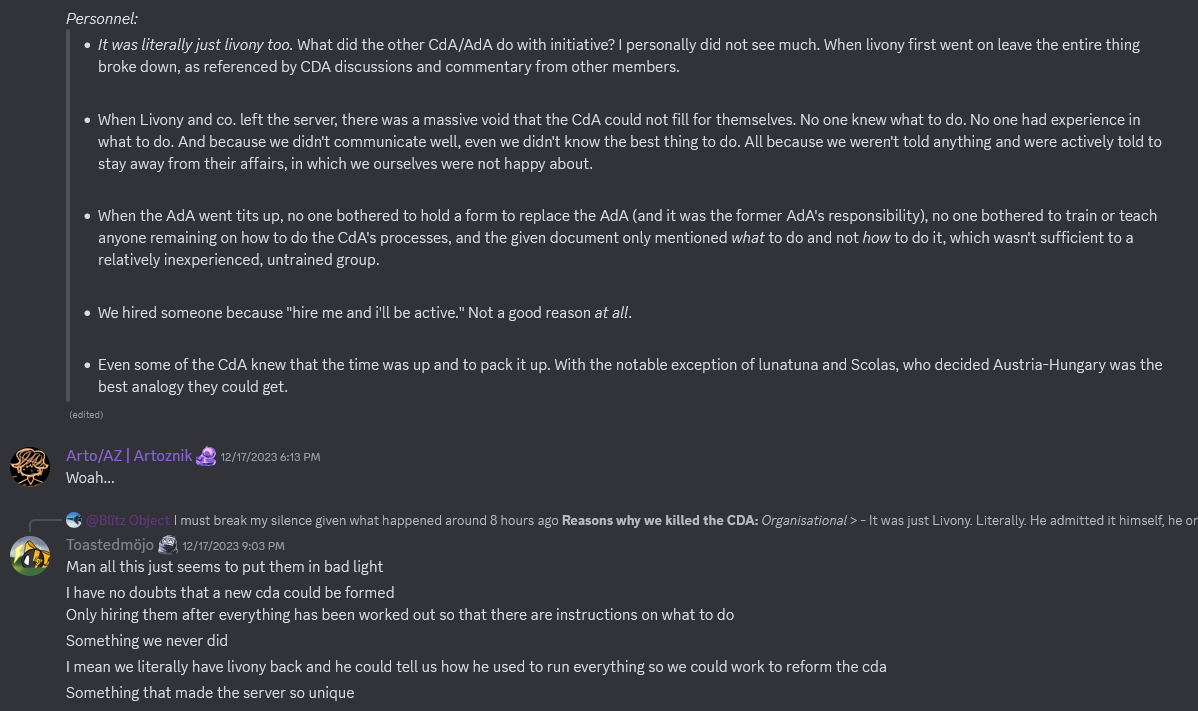 Personnel:
• It was literally just livony too. What did the other CdA/AdA do with initiative? I personally did not see much. When livony first went on leave the entire thing
broke down, as referenced by CDA discussions and commentary from other members.
• When Livony and co. left the server, there was a massive void that the CdA could not fill for themselves. No one knew what to do. No one had experience in
what to do. And because we didn't communicate well, even we didn't know the best thing to do. All because we weren't told anything and were actively told to
stay away from their affairs, in which we ourselves were not happy about.
• When the AdA went tits up, no one bothered to hold a form to replace the AdA (and it was the former AdA's responsibility), no one bothered to train or teach
anyone remaining on how to do the CdA's processes, and the given document only mentioned what to do and not how to do it, which wasn't sufficient to a
relatively inexperienced, untrained group.
• We hired someone because "hire me and i'll be active." Not a good reason at all.
• Even some of the CdA knew that the time was up and to pack it up. With the notable exception of lunatuna and Scolas, who decided Austria-Hungary was the
best analogy they could get.
(edited)
Arto/AZ | Artoznik 12/17/2023 6:13 PM
Woah...
@Blitz Object I must break my silence given what happened around 8 hours ago Reasons why we killed the CDA: Organisational > - It was just Livony. Literally. He admitted it himself, he or
Toastedmöjo 12/17/2023 9:03 PM
Man all this just seems to put them in bad light
I have no doubts that a new cda could be formed
Only hiring them after everything has been worked out so that there are instructions on what to do
Something we never did
I mean we literally have livony back and he could tell us how he used to run everything so we could work to reform the cda
Something that made the server so unique